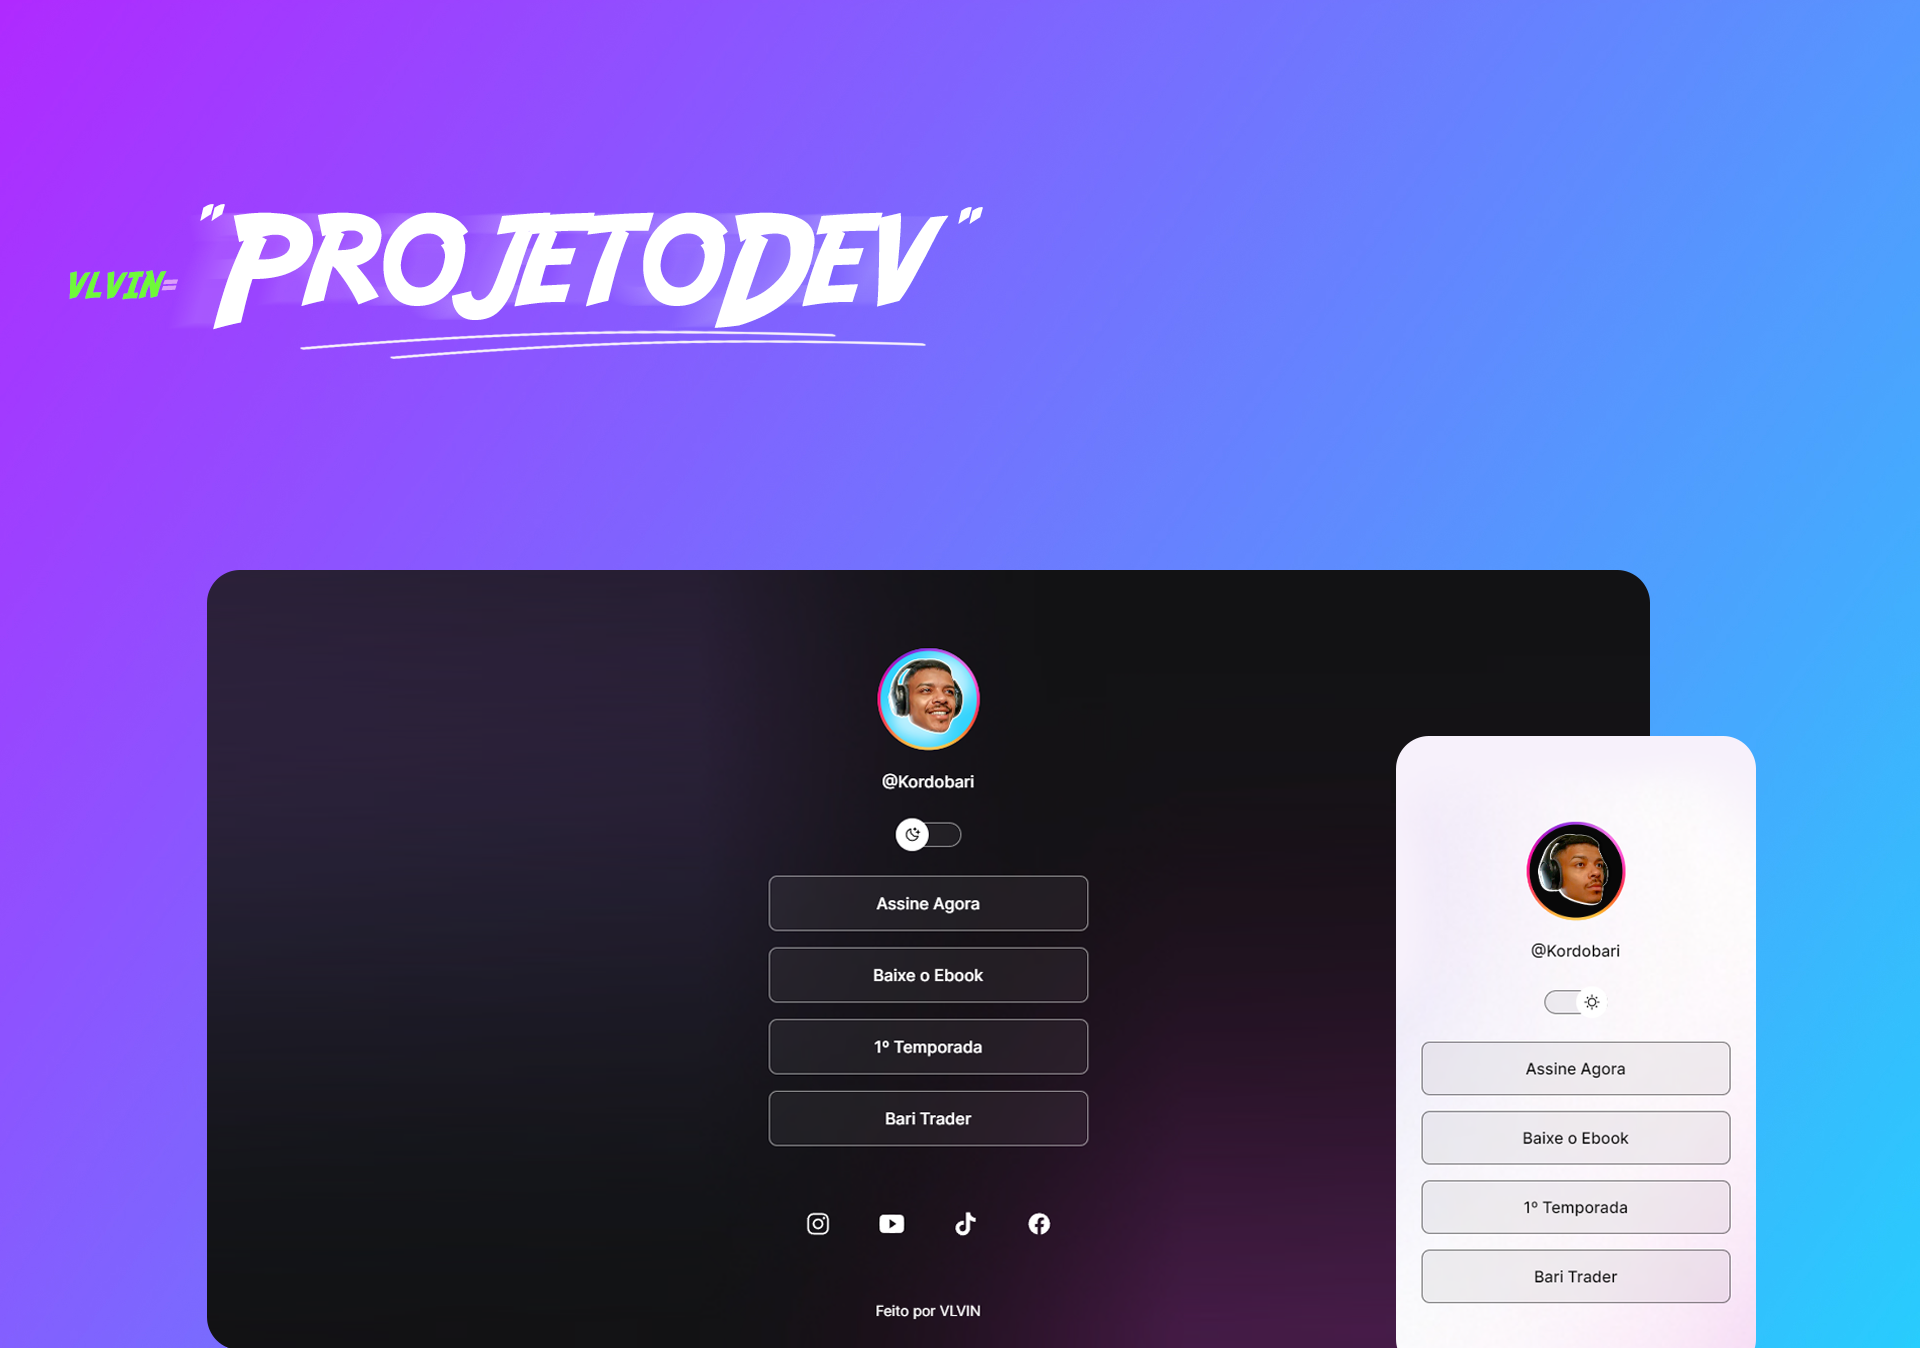 VLVIN= "PROJETODEV"
@Kordobari
Assine Agora
Baixe o Ebook
1º Temporada
Bari Trader
Feito por VLVIN
@Kordobari
Assine Agora
Baixe o Ebook
1º Temporada
Bari Trader